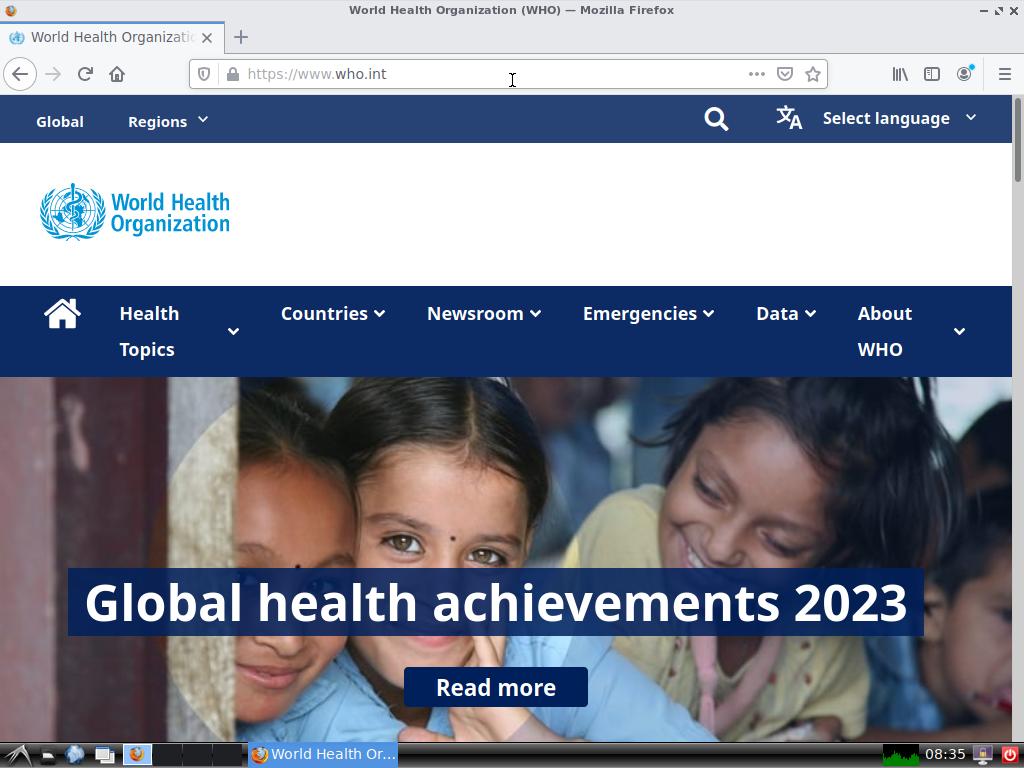 World Health Organization (WHO) — Mozilla Firefox
World Health Organizatio
https://www.who.int
Global
Regions
Select language
World Health
Organization
Health
Topics
Countries
Newsroom
Emergencies
Data
About
WHO
Global health achievements 2023
Read more
World Health Or...
08:35